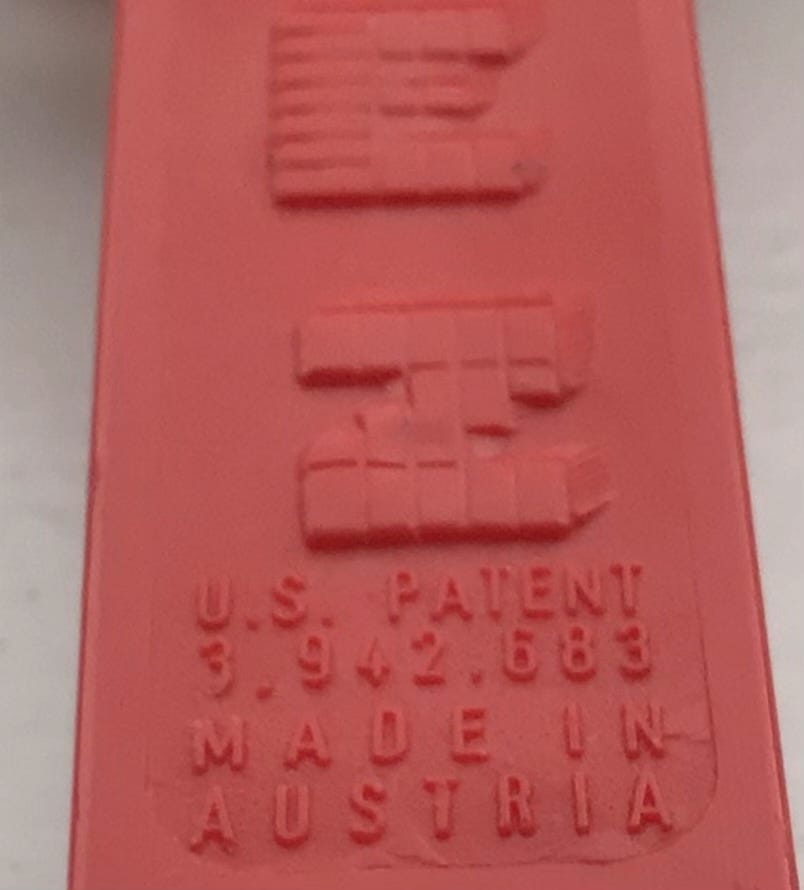 U.S. PATENT
3.942.683
MADE IN
AUSTRIA